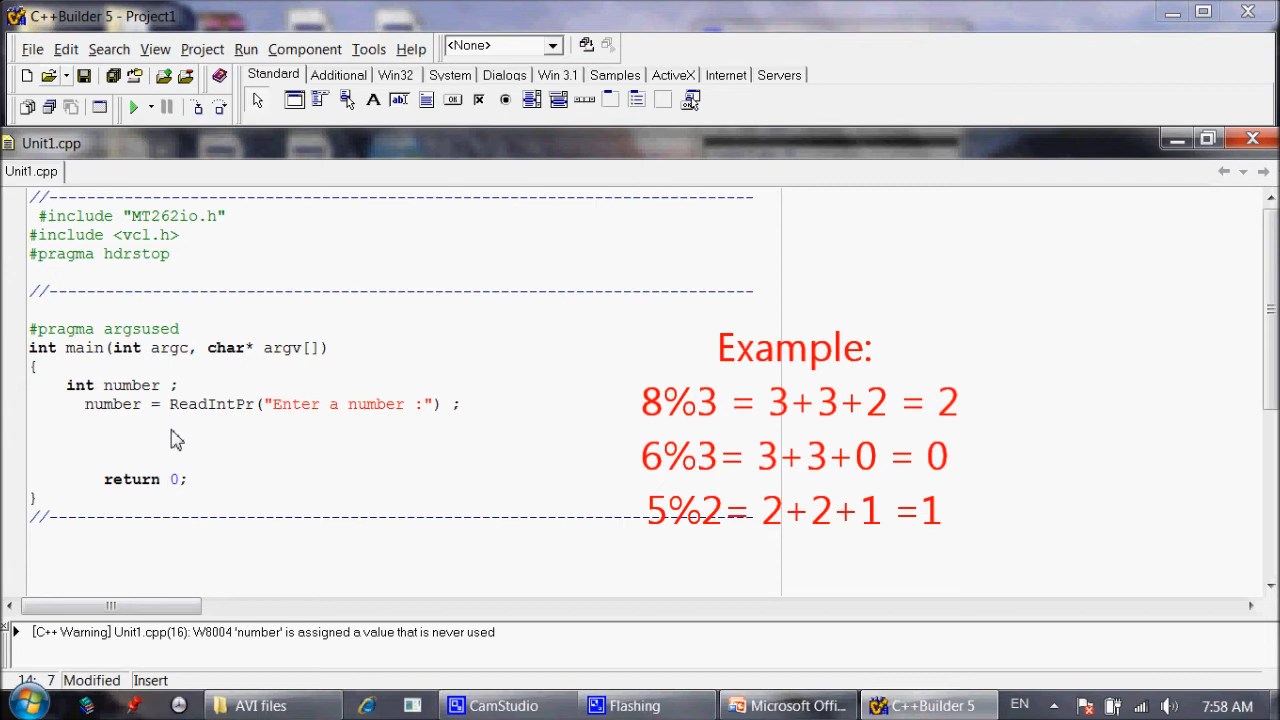 C++Builder 5 - Project1
File Edit Search View Project Run Component Tools Help <None>
Standard Additional Win32 System Dialogs Win 3.1 Samples ActiveX Internet Servers
Unit1.cpp
Unit1.cpp
//---------------------------------------------------------------------------
#include "MT262io.h"
#include <vcl.h>
#pragma hdrstop
//---------------------------------------------------------------------------
#pragma argsused
int main(int argc, char* argv[])
{
int number ;
number = ReadIntPr("Enter a number :") ;
return 0;
}
//---------------------------------------------------------------------------
Example:
8%3 = 3+3+2 = 2
6%3= 3+3+0 = 0
5%2= 2+2+1 =1
[C++ Warning] Unit1.cpp(16): W8004 'number' is assigned a value that is never used
14: 7 Modified Insert
AVI files CamStudio Flashing Microsoft Offi... C++Builder 5 EN 7:58 AM